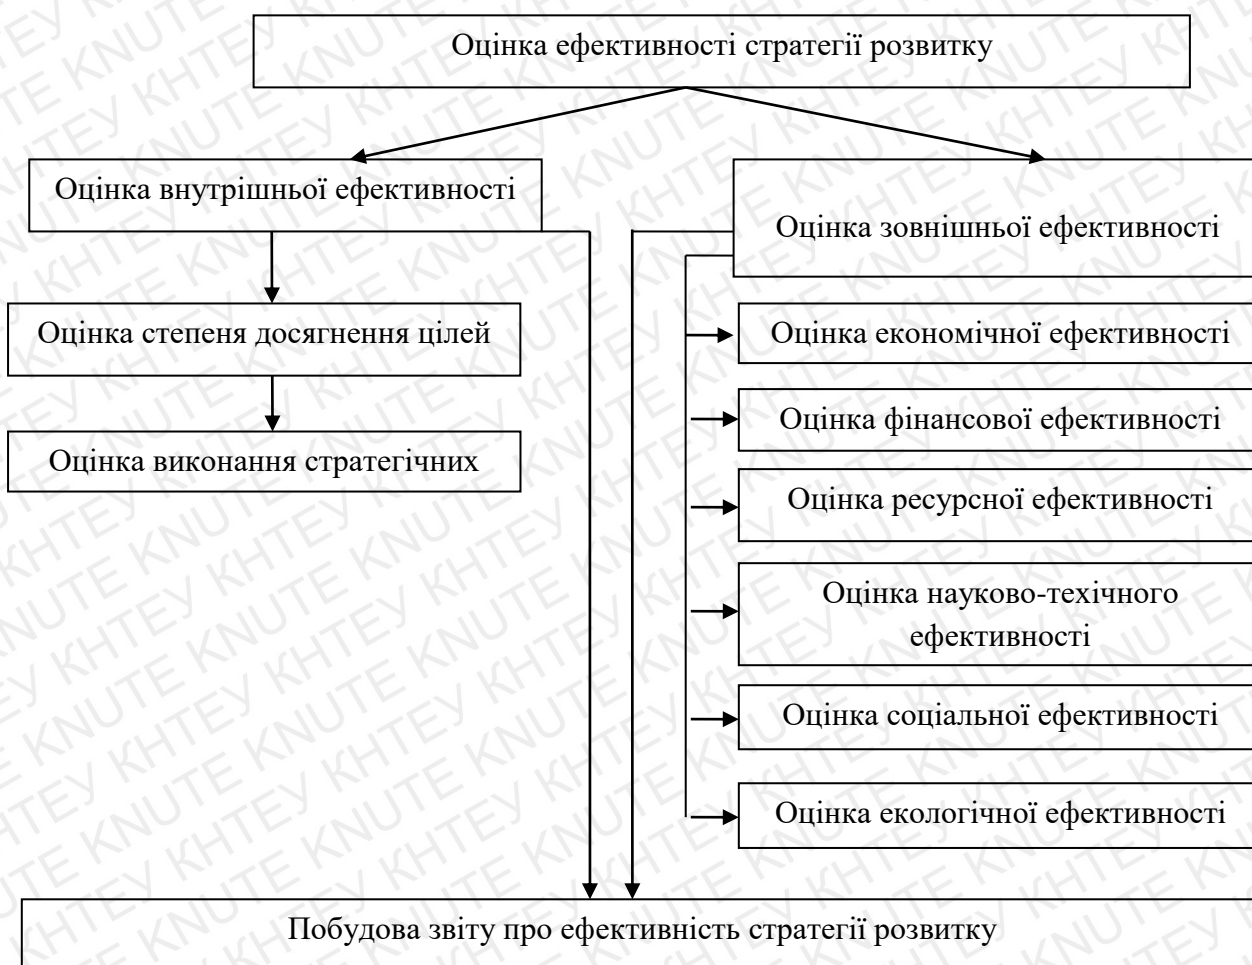 Оцінка ефективності стратегії розвитку
Оцінка внутрішньої ефективності
Оцінка зовнішньої ефективності
Оцінка степеня досягнення цілей
Оцінка виконання стратегічних
Оцінка економічної ефективності
Оцінка фінансової ефективності
Оцінка ресурсної ефективності
Оцінка науково-техічного
ефективності
Оцінка соціальної ефективності
Оцінка екологічної ефективності
Побудова звіту про ефективність стратегії розвитку